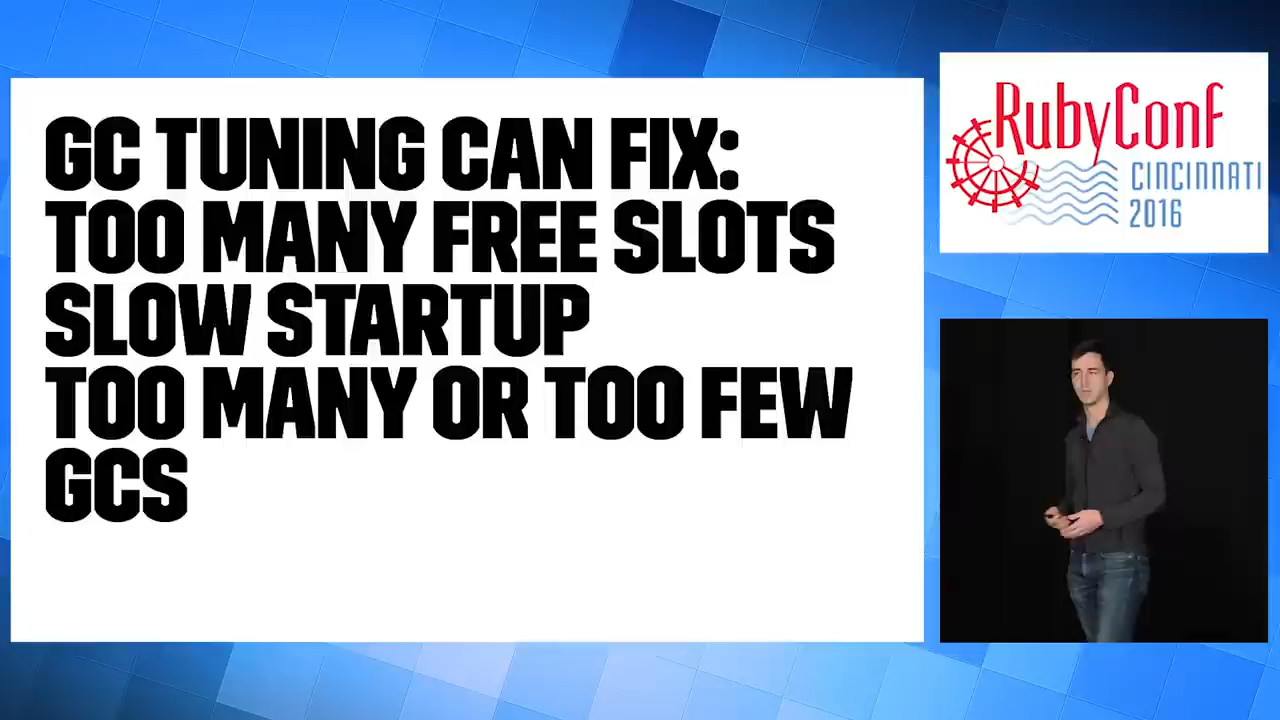 GC TUNING CAN FIX:
TOO MANY FREE SLOTS
SLOW STARTUP
TOO MANY OR TOO FEW
GCS
RubyConf
CINCINNATI
2016